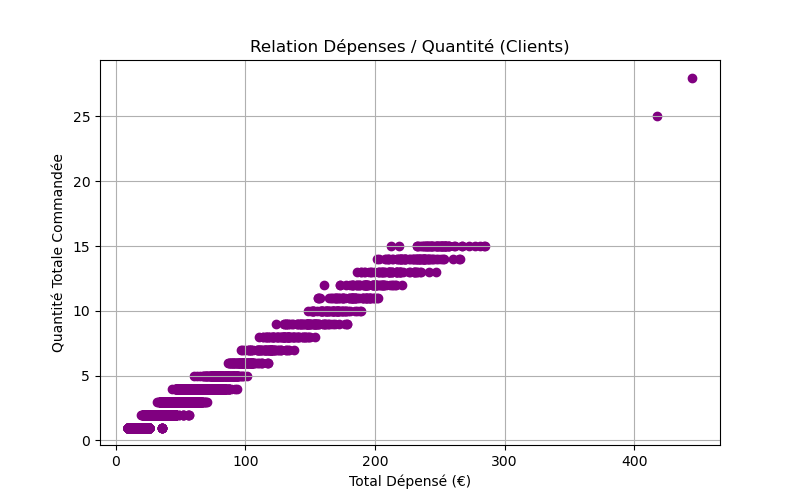 Relation Dépenses / Quantité (Clients)
Quantité Totale Commandée
25
20
15
10
5
0
0 100 200 300 400
Total Dépensé (€)